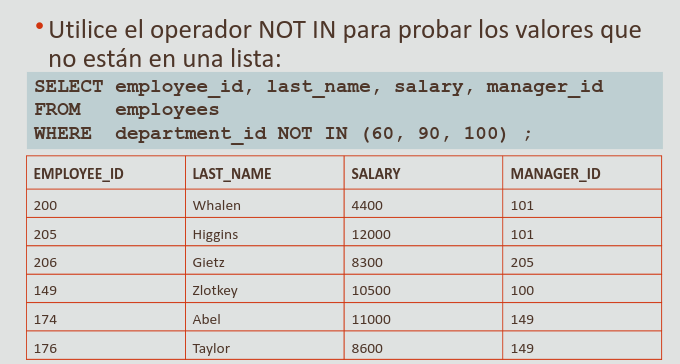 • Utilice el operador NOT IN para probar los valores que
no están en una lista:
SELECT employee_id, last_name, salary, manager_id
FROM employees
WHERE department_id NOT IN (60, 90, 100) ;
EMPLOYEE_ID LAST_NAME SALARY MANAGER_ID
200 Whalen 4400 101
205 Higgins 12000 101
206 Gietz 8300 205
149 Zlotkey 10500 100
174 Abel 11000 149
176 Taylor 8600 149